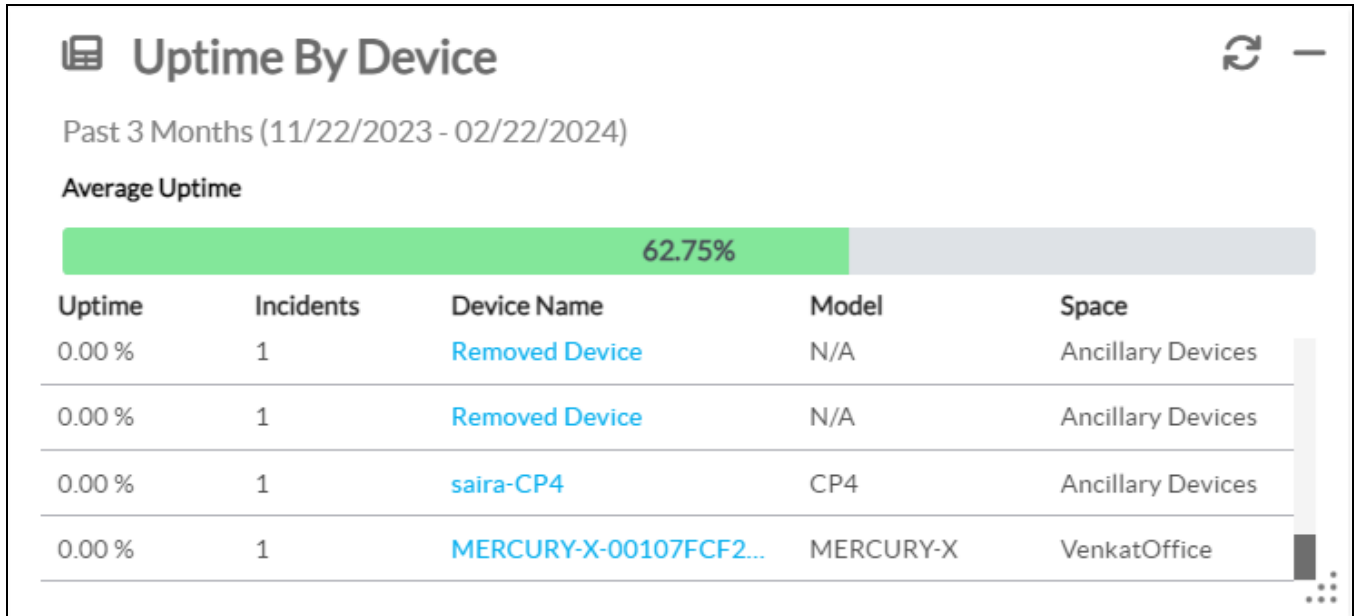 Uptime By Device
Past 3 Months (11/22/2023 - 02/22/2024)
Average Uptime
62.75%
Uptime Incidents Device Name Model Space
0.00 % 1 Removed Device N/A Ancillary Devices
0.00 % 1 Removed Device N/A Ancillary Devices
0.00 % 1 saira-CP4 CP4 Ancillary Devices
0.00 % 1 MERCURY-X-00107FCF2... MERCURY-X VenkatOffice